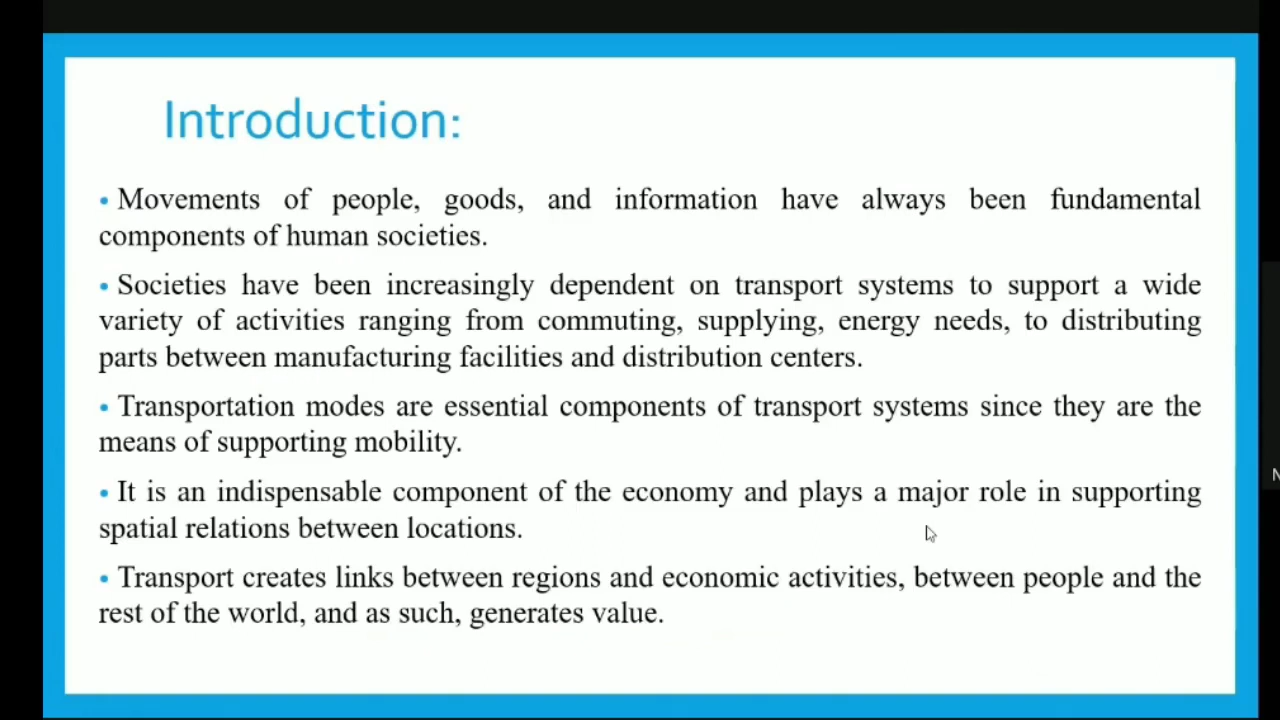 Introduction:
• Movements of people, goods, and information have always been fundamental
components of human societies.
• Societies have been increasingly dependent on transport systems to support a wide
variety of activities ranging from commuting, supplying, energy needs, to distributing
parts between manufacturing facilities and distribution centers.
• Transportation modes are essential components of transport systems since they are the
means of supporting mobility.
• It is an indispensable component of the economy and plays a major role in supporting
spatial relations between locations.
• Transport creates links between regions and economic activities, between people and the
rest of the world, and as such, generates value.